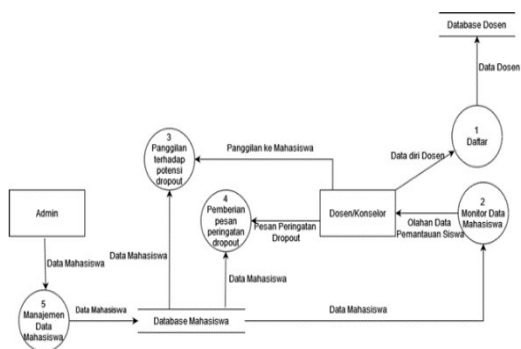 Database Dosen
Data Dosen
1
Daftar
3
Panggilan
terhadap
potensi
dropout
Panggilan ke Mahasiswa
Data diri Dosen
4
Pemberian
pesan
peringatan
dropout
Pesan Peringatan
Dropout
Dosen/Konselor
2
Monitor Data
Mahasiswa
Olahan Data
Pemantauan Siswa
Admin
Data Mahasiswa
Data Mahasiswa
Data Mahasiswa
5
Manajemen
Data
Mahasiswa
Data Mahasiswa
Database Mahasiswa
Data Mahasiswa